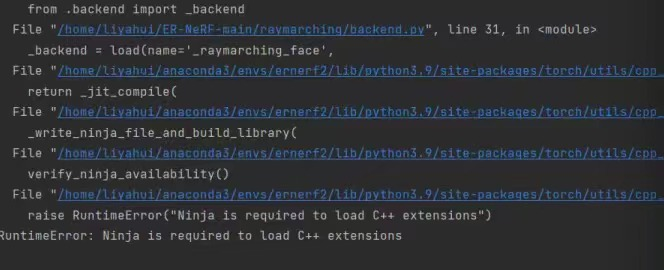 from .backend import _backend
File "/home/liyahui/ER-NeRF-main/raymarching/backend.py", line 31, in <module>
_backend = load(name='_raymarching_face',
File "/home/liyahui/anaconda3/envs/ernerf2/lib/python3.9/site-packages/torch/utils/cpp_
return _jit_compile(
File "/home/liyahui/anaconda3/envs/ernerf2/lib/python3.9/site-packages/torch/utils/cpp_
_write_ninja_file_and_build_library(
File "/home/liyahui/anaconda3/envs/ernerf2/lib/python3.9/site-packages/torch/utils/cpp_
verify_ninja_availability()
File "/home/liyahui/anaconda3/envs/ernerf2/lib/python3.9/site-packages/torch/utils/cpp_
raise RuntimeError("Ninja is required to load C++ extensions")
RuntimeError: Ninja is required to load C++ extensions